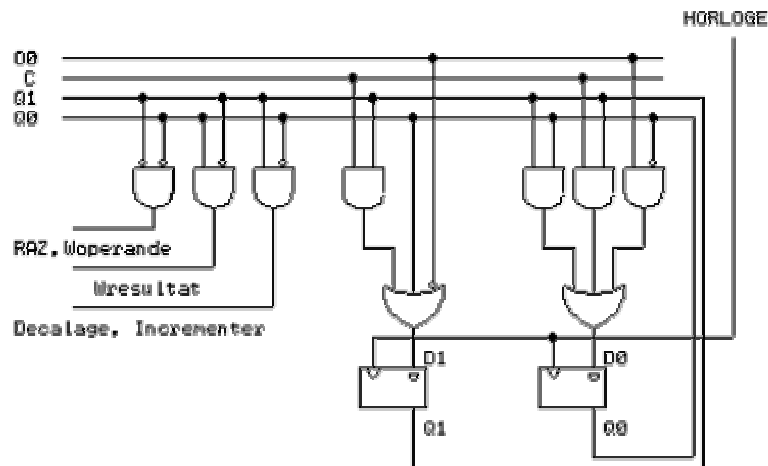 HORLOGE
O0
C
Q1
Q0
RAZ,Woperande
Wresultat
Decalage, Incrementer
D1
D0
Q1
Q0